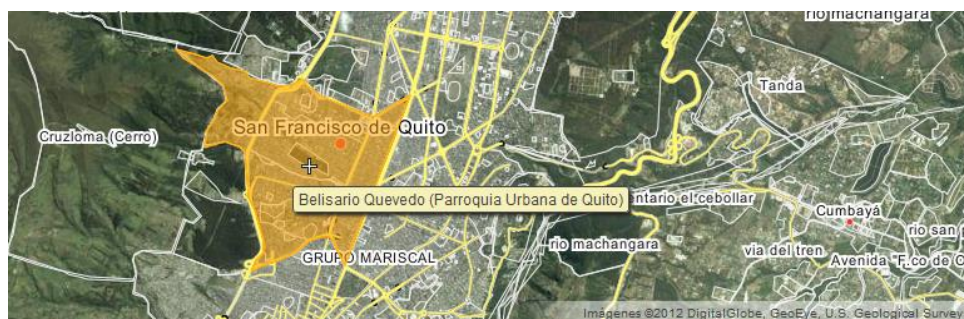 rio machangara
Tanda
Cruzloma (Cerro)
San Francisco de Quito
Belisario Quevedo (Parroquia Urbana de Quito)
entario el cebollar
Cumbayá
rio san p
GRUPO MARISCAL
rio machangara
via del tren
Avenida "F.co de O
Imágenes ©2012 DigitalGlobe, GeoEye, U.S. Geological Survey